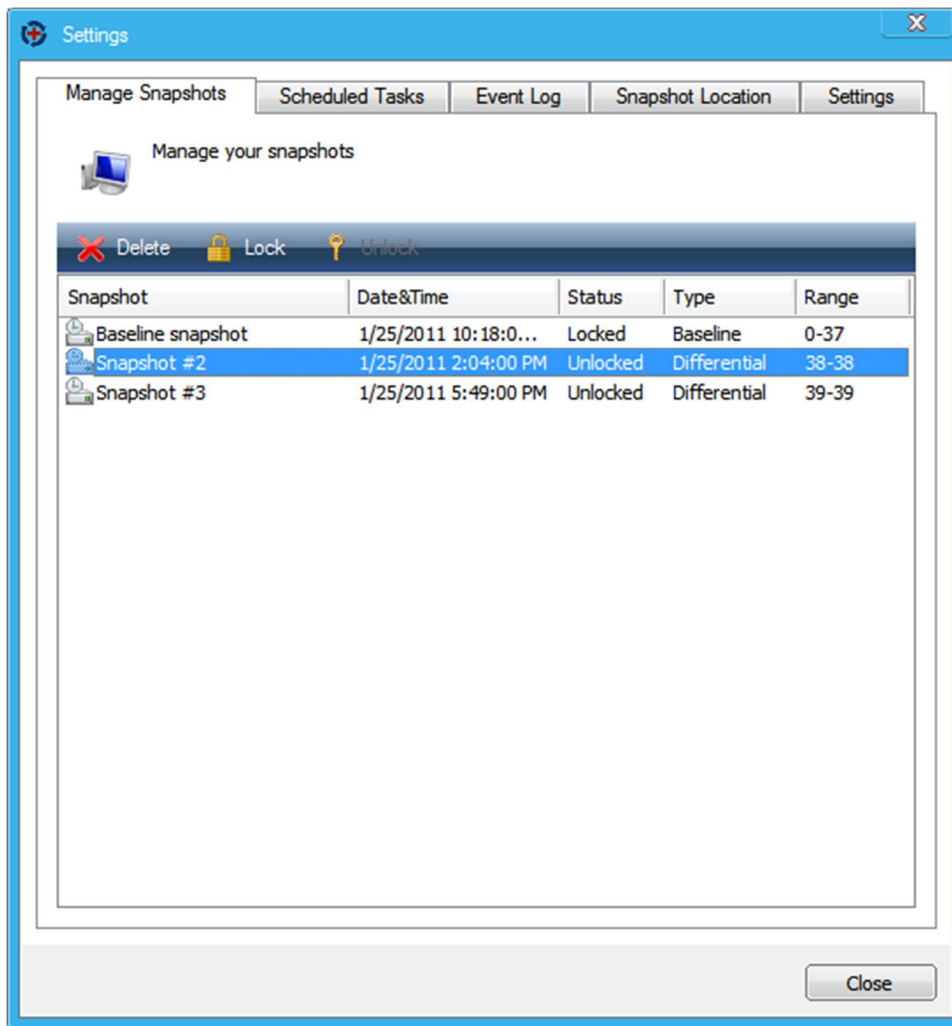 Settings
Manage Snapshots Scheduled Tasks Event Log Snapshot Location Settings
Manage your snapshots
Delete Lock Unlock
Snapshot Date&Time Status Type Range
Baseline snapshot 1/25/2011 10:18:0... Locked Baseline 0-37
Snapshot #2 1/25/2011 2:04:00 PM Unlocked Differential 38-38
Snapshot #3 1/25/2011 5:49:00 PM Unlocked Differential 39-39
Close